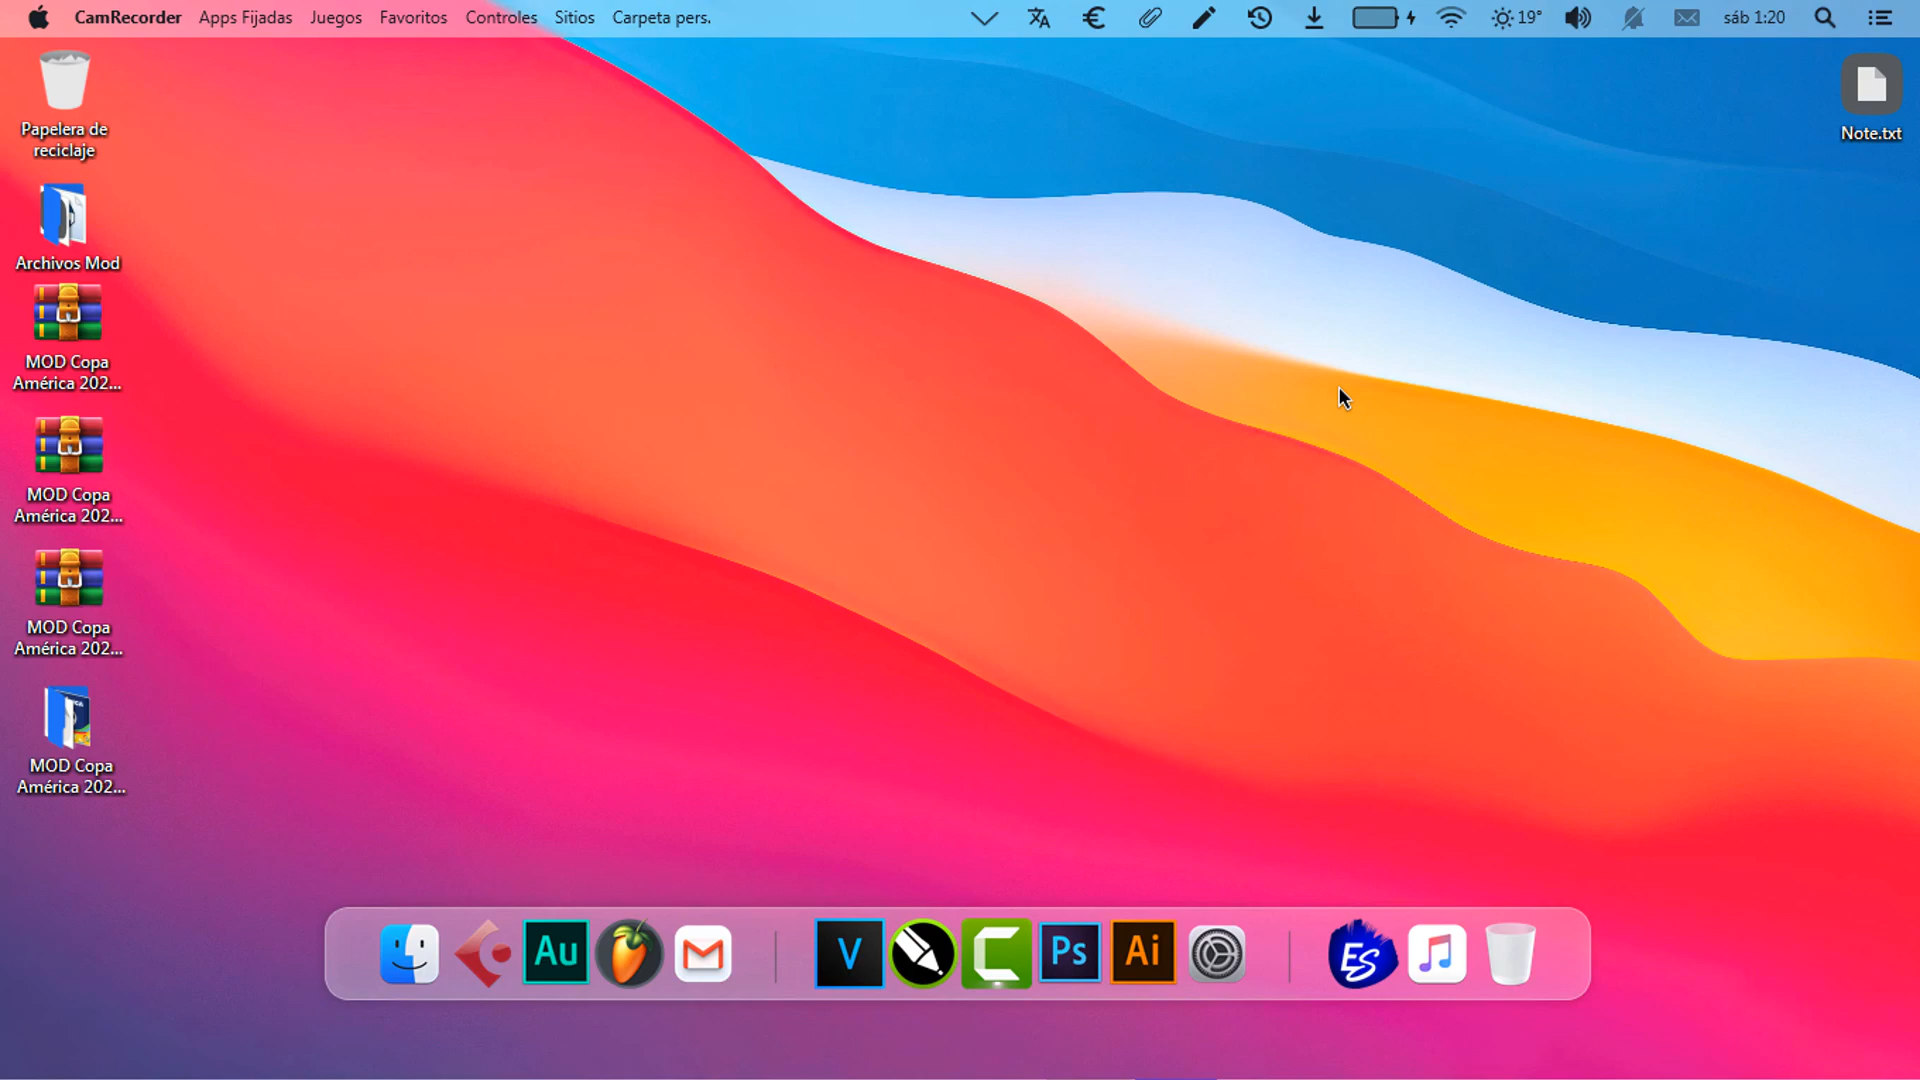 CamRecorder Apps Fijadas Juegos Favoritos Controles Sitios Carpeta pers. 19° sáb 1:20
Papelera de
reciclaje
Note.txt
Archivos Mod
MOD Copa
América 202...
MOD Copa
América 202...
MOD Copa
América 202...
MOD Copa
América 202...
Au V Ps Ai ES